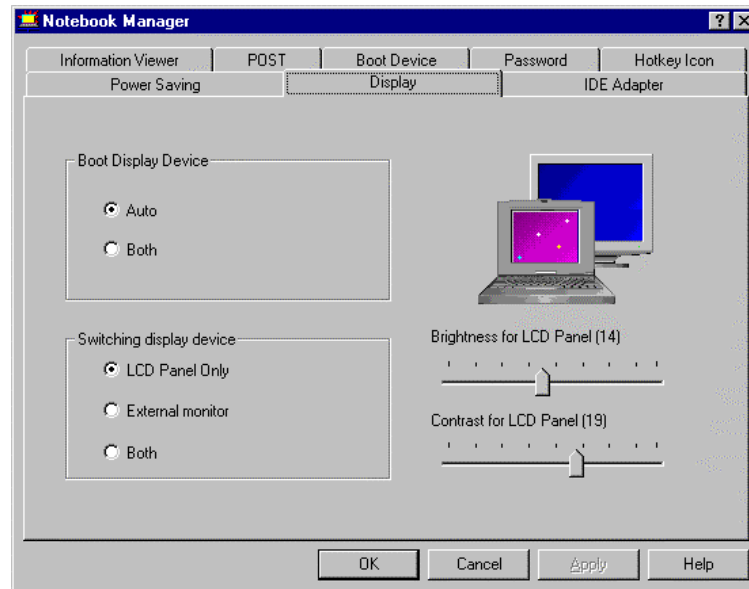 Notebook Manager
Information Viewer POST Boot Device Password Hotkey Icon
Power Saving Display IDE Adapter
Boot Display Device
Auto
Both
Switching display device
LCD Panel Only
External monitor
Both
Brightness for LCD Panel (14)
Contrast for LCD Panel (19)
OK Cancel Apply Help